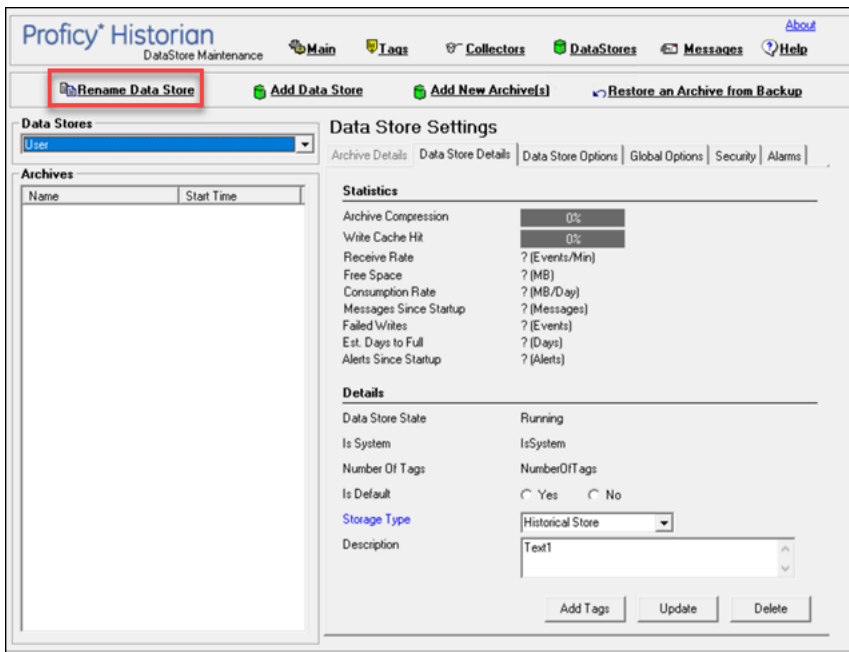 Proficy* Historian
DataStore Maintenance
Main
Tags
Collectors
DataStores
Messages
About
Help
Rename Data Store
Add Data Store
Add New Archive(s)
Restore an Archive from Backup
Data Stores
User
Archives
Name Start Time
Data Store Settings
Archive Details Data Store Details Data Store Options Global Options Security Alarms
Statistics
Archive Compression 0%
Write Cache Hit 0%
Receive Rate ? (Events/Min)
Free Space ? (MB)
Consumption Rate ? (MB/Day)
Messages Since Startup ? (Messages)
Failed Writes ? (Events)
Est. Days to Full ? (Days)
Alerts Since Startup ? (Alerts)
Details
Data Store State Running
Is System IsSystem
Number Of Tags NumberOfTags
Is Default Yes No
Storage Type Historical Store
Description Text1
Add Tags Update Delete